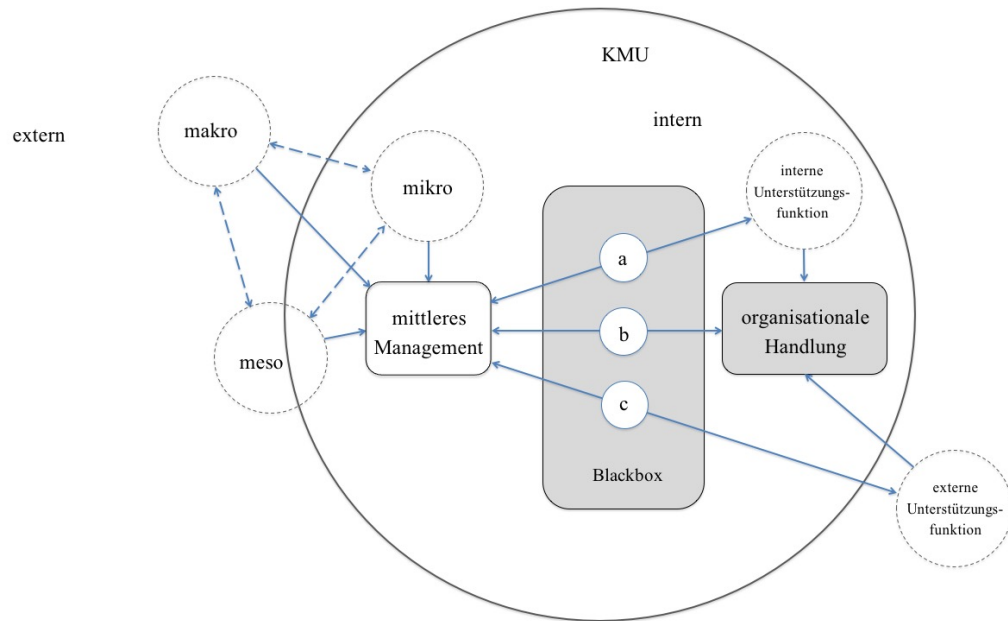 KMU
extern
intern
makro
mikro
meso
mittleres
Management
a
b
c
Blackbox
interne
Unterstützungs-
funktion
organisationale
Handlung
externe
Unterstützungs-
funktion